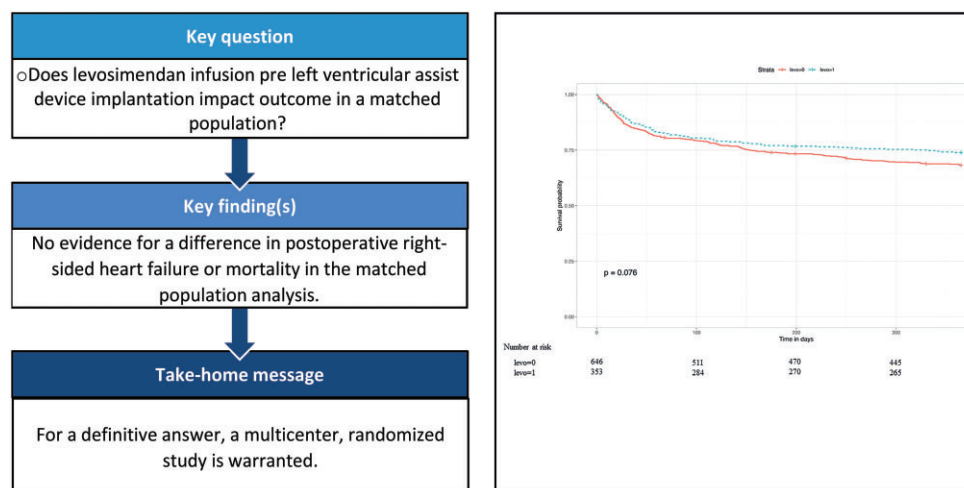 Key question
○Does levosimendan infusion pre left ventricular assist
device implantation impact outcome in a matched
population?
Key finding(s)
No evidence for a difference in postoperative right-
sided heart failure or mortality in the matched
population analysis.
Take-home message
For a definitive answer, a multicenter, randomized
study is warranted.
Strata levo=0 levo=1
Survival probability
1.00
0.75
0.50
0.25
0.00
p = 0.076
0 100 200 300
Time in days
Number at risk
levo=0 646 511 470 445
levo=1 353 284 270 265